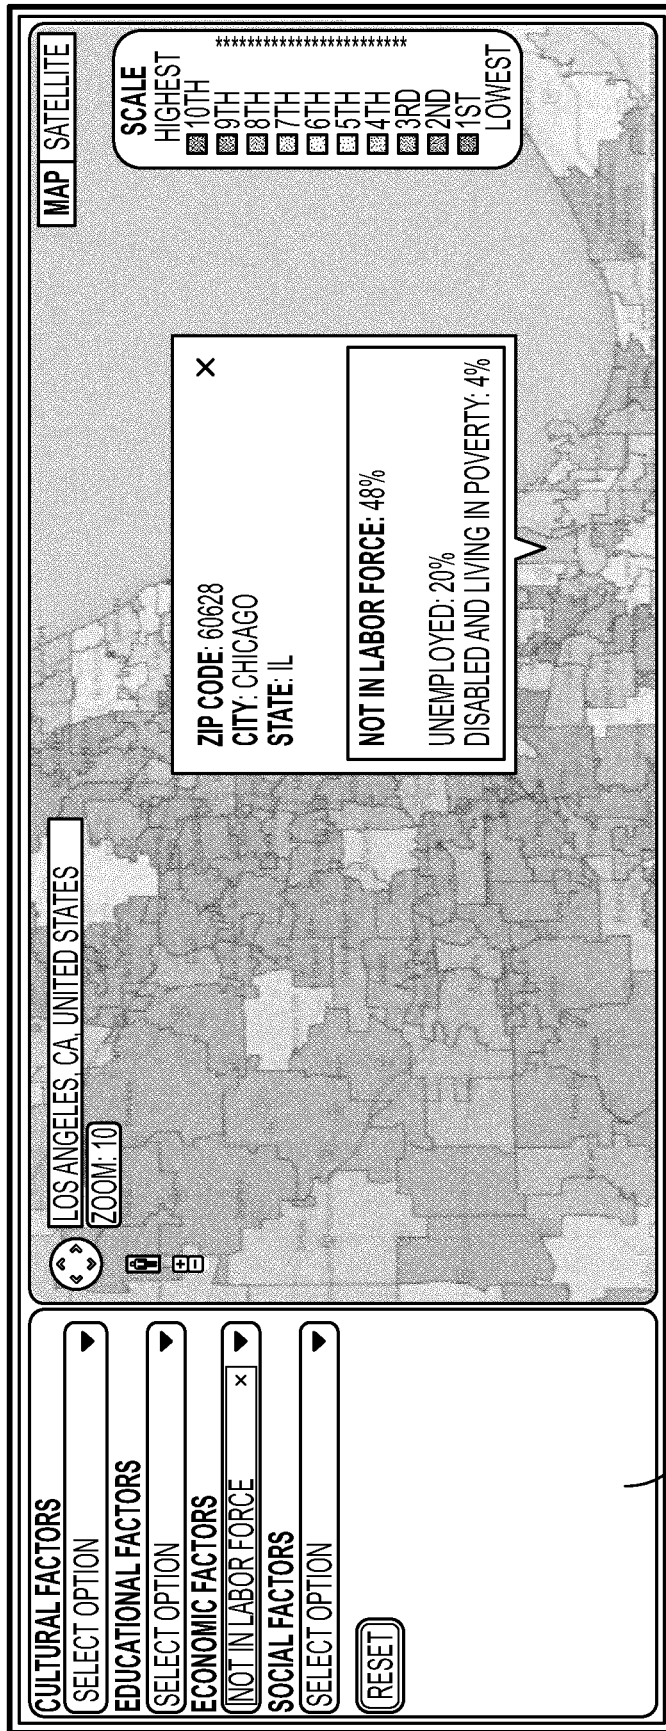 CULTURAL FACTORS
SELECT OPTION
EDUCATIONAL FACTORS
SELECT OPTION
ECONOMIC FACTORS
NOT IN LABOR FORCE ×
SOCIAL FACTORS
SELECT OPTION
RESET
LOS ANGELES, CA, UNITED STATES
ZOOM: 10
+
−
MAP SATELLITE
ZIP CODE: 60628
CITY: CHICAGO
STATE: IL
×
NOT IN LABOR FORCE: 48%
UNEMPLOYED: 20%
DISABLED AND LIVING IN POVERTY: 4%
SCALE
HIGHEST
10TH
9TH
8TH
7TH
6TH
5TH
4TH
3RD
2ND
1ST
LOWEST